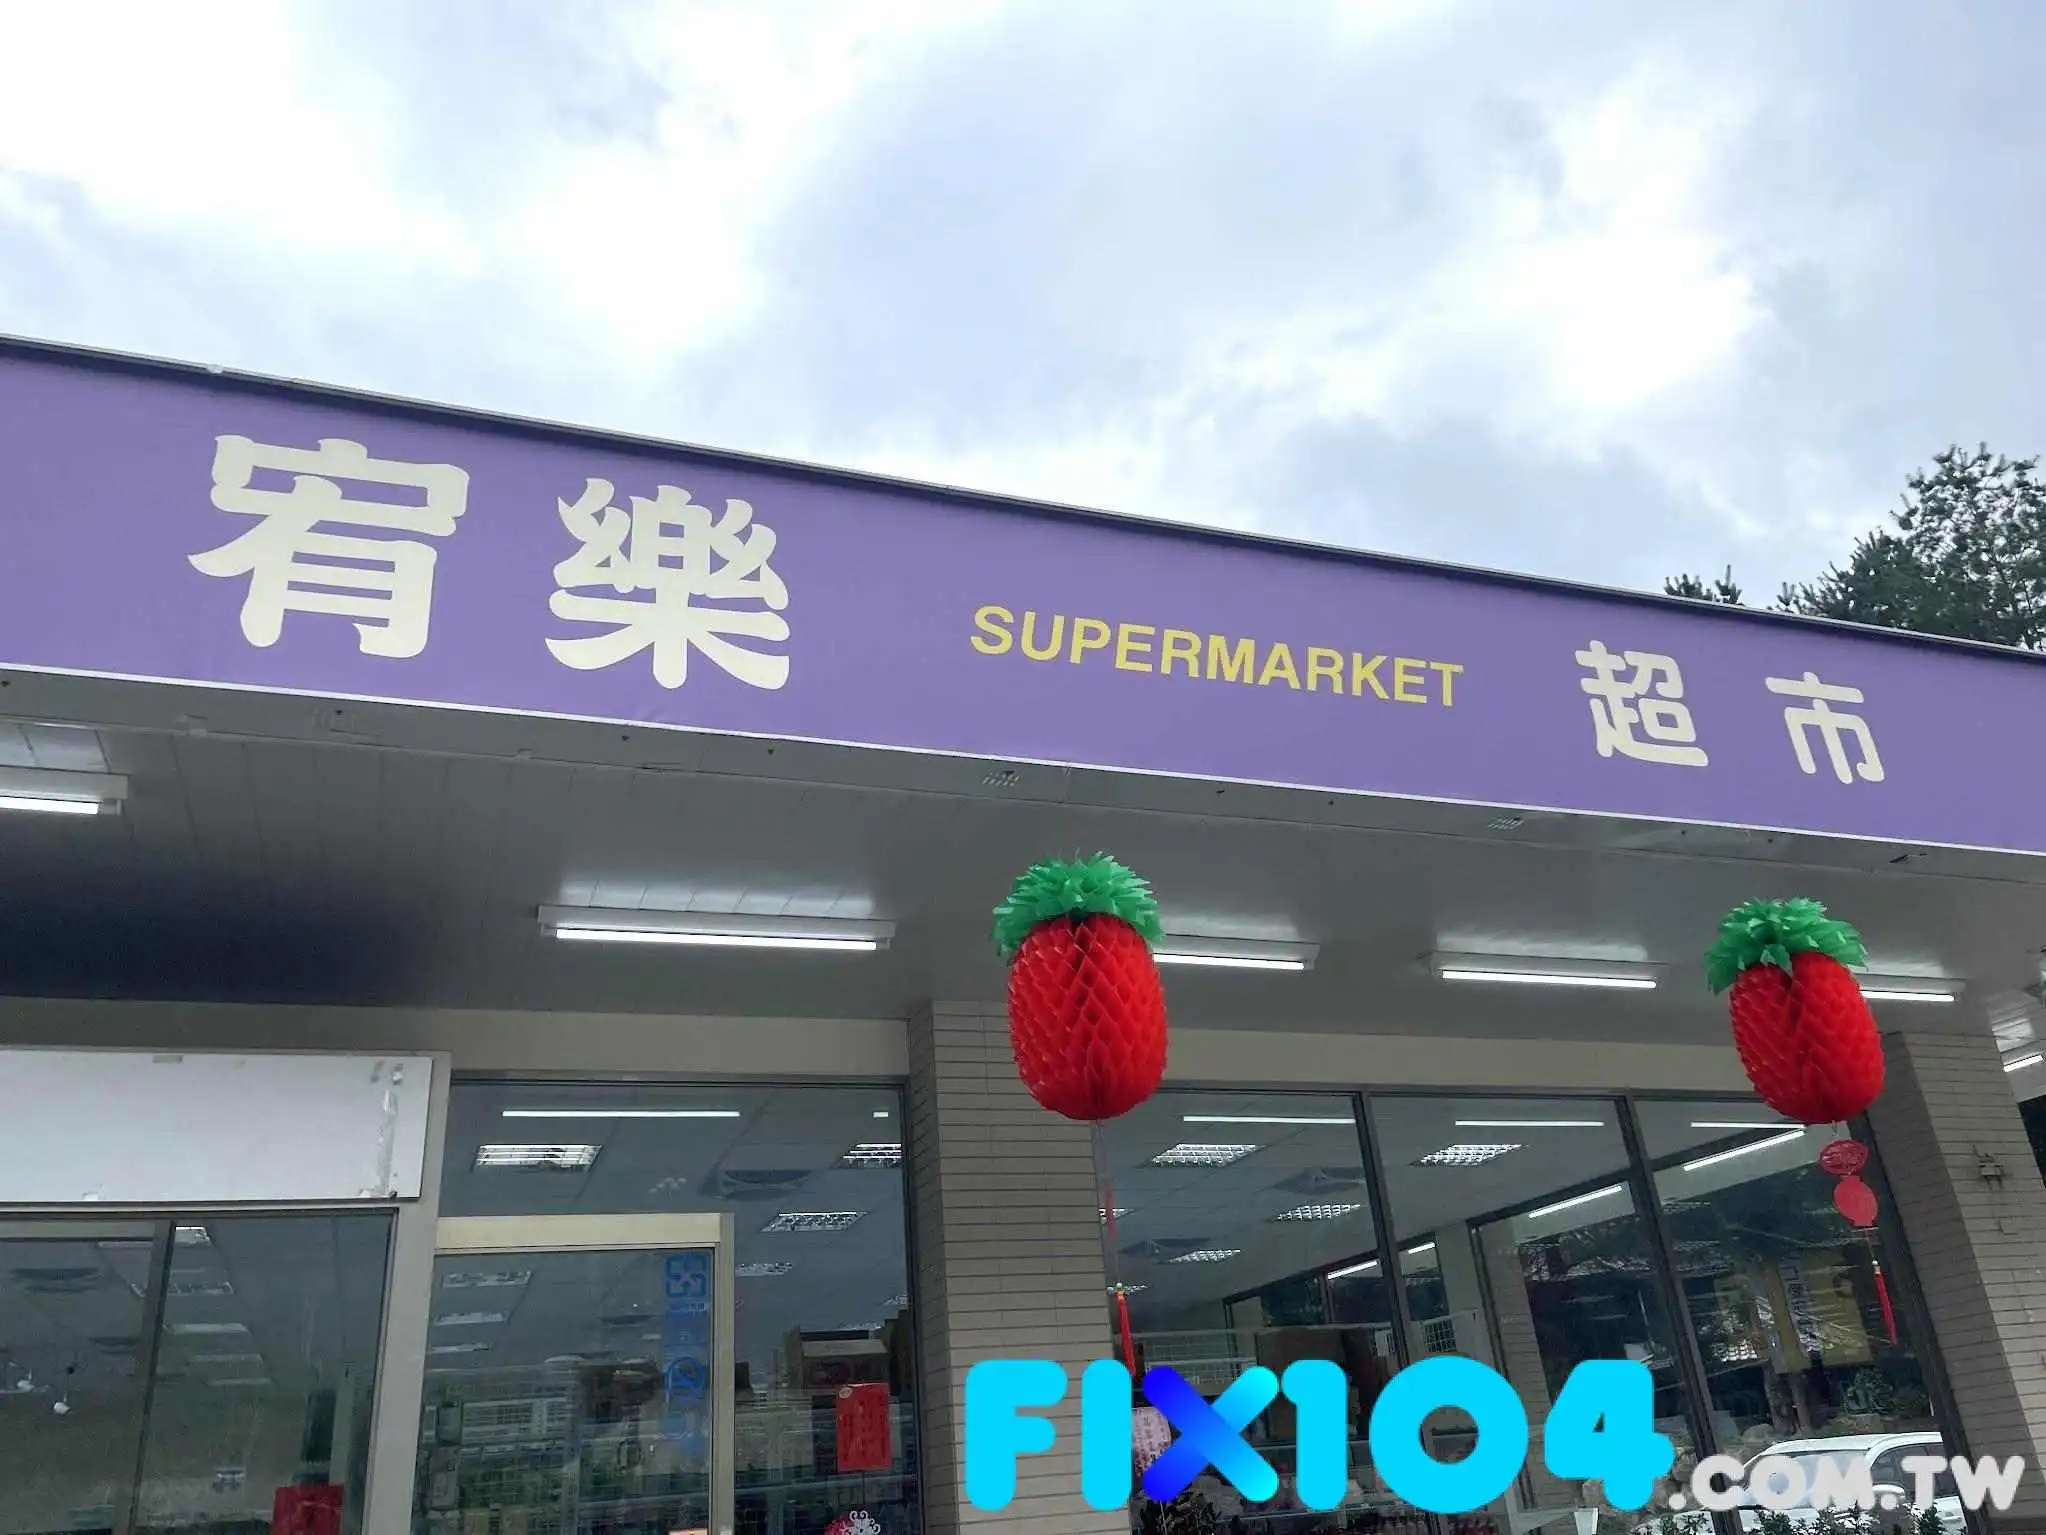 宥樂 SUPERMARKET 超市
FIX104.COM.TW